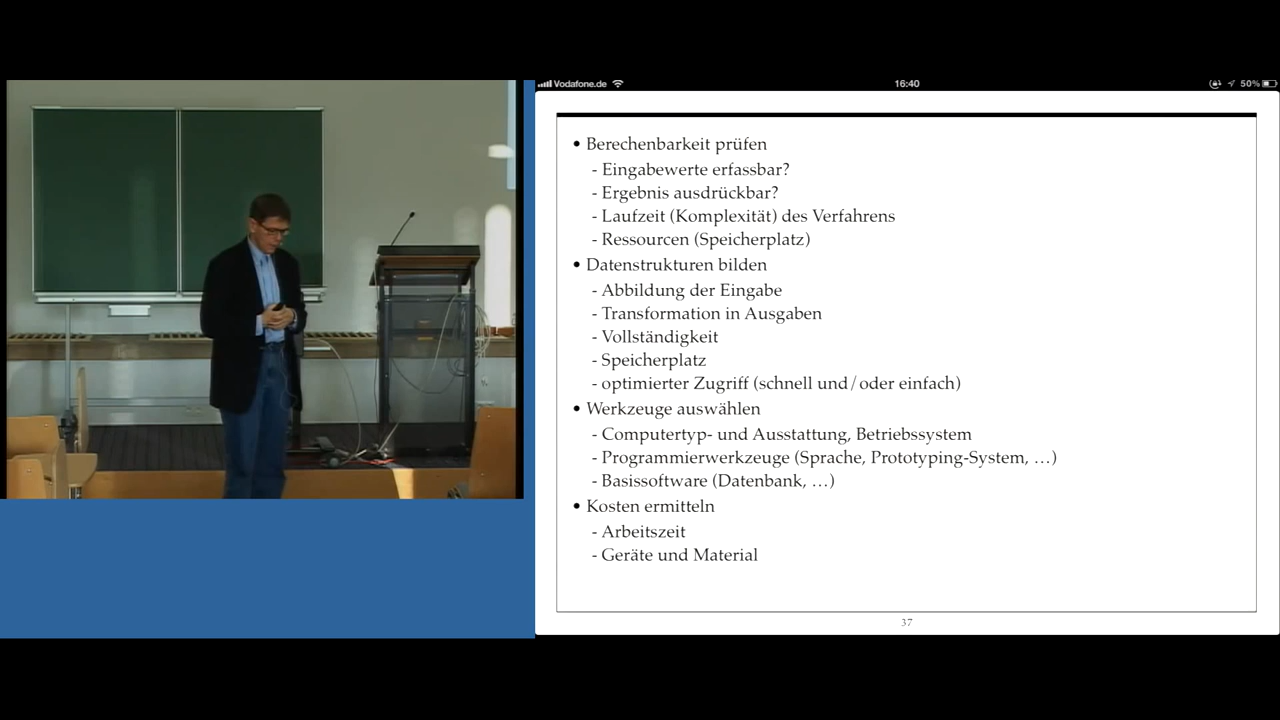 Vodafone.de 16:40 50%
• Berechenbarkeit prüfen
- Eingabewerte erfassbar?
- Ergebnis ausdrückbar?
- Laufzeit (Komplexität) des Verfahrens
- Ressourcen (Speicherplatz)
• Datenstrukturen bilden
- Abbildung der Eingabe
- Transformation in Ausgaben
- Vollständigkeit
- Speicherplatz
- optimierter Zugriff (schnell und/oder einfach)
• Werkzeuge auswählen
- Computertyp- und Ausstattung, Betriebssystem
- Programmierwerkzeuge (Sprache, Prototyping-System, …)
- Basissoftware (Datenbank, …)
• Kosten ermitteln
- Arbeitszeit
- Geräte und Material
37